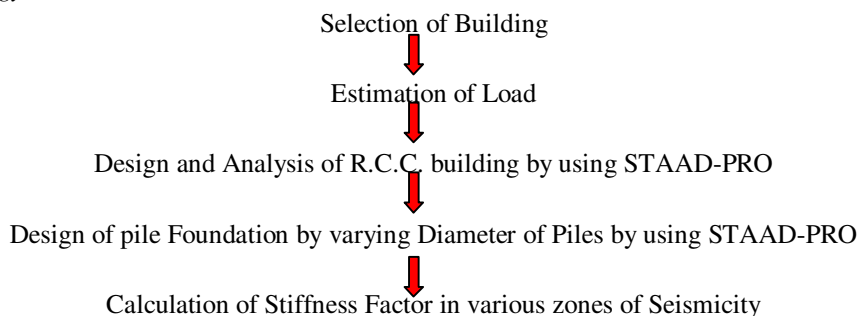 Selection of Building
Estimation of Load
Design and Analysis of R.C.C. building by using STAAD-PRO
Design of pile Foundation by varying Diameter of Piles by using STAAD-PRO
Calculation of Stiffness Factor in various zones of Seismicity